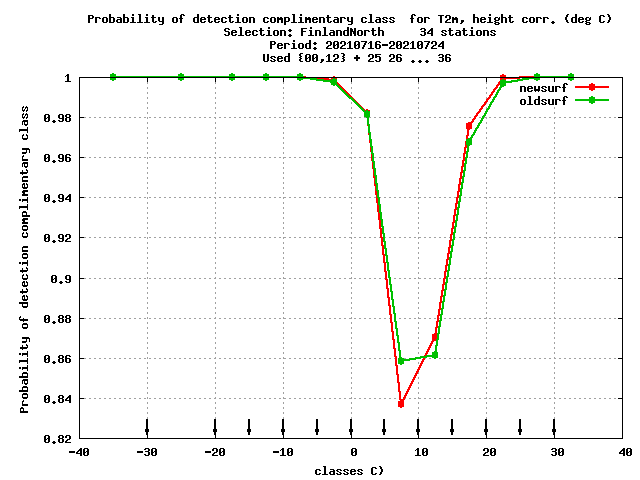 Probability of detection complimentary class  for T2m, height corr. (deg C)
Selection: FinlandNorth     34 stations
Period: 20210716-20210724
Used {00,12} + 25 26 ... 36
newsurf
oldsurf
1
0.98
0.96
0.94
0.92
0.9
0.88
0.86
0.84
0.82
Probability of detection complimentary class
-40 -30 -20 -10 0 10 20 30 40
classes C)